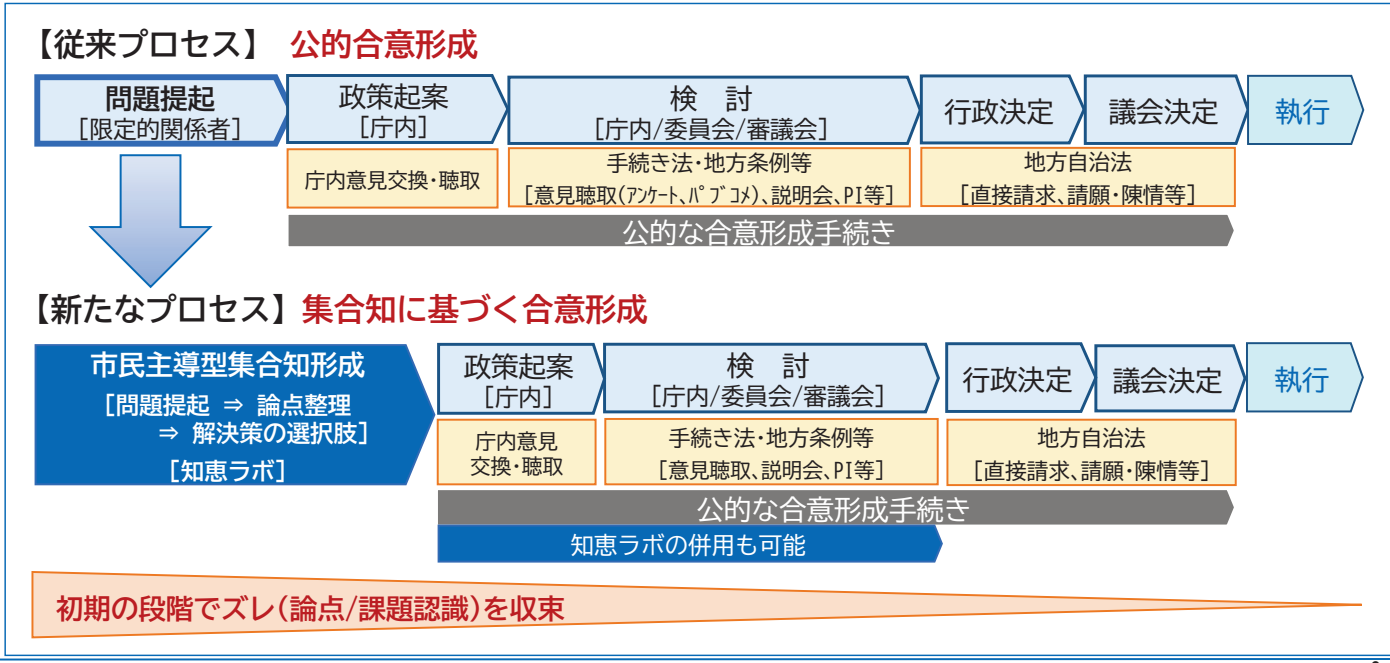 【従来プロセス】 公的合意形成
問題提起
[限定的関係者]
政策起案
[庁内]
検 討
[庁内/委員会/審議会]
行政決定
議会決定
執行
庁内意見交換・聴取
手続き法・地方条例等
[意見聴取(アンケート、パブコメ)、説明会、PI等]
地方自治法
[直接請求、請願・陳情等]
公的な合意形成手続き
【新たなプロセス】集合知に基づく合意形成
市民主導型集合知形成
[問題提起 ⇒ 論点整理
⇒ 解決策の選択肢]
[知恵ラボ]
政策起案
[庁内]
検 討
[庁内/委員会/審議会]
行政決定
議会決定
執行
庁内意見
交換・聴取
手続き法・地方条例等
[意見聴取、説明会、PI等]
地方自治法
[直接請求、請願・陳情等]
公的な合意形成手続き
知恵ラボの併用も可能
初期の段階でズレ(論点/課題認識)を収束